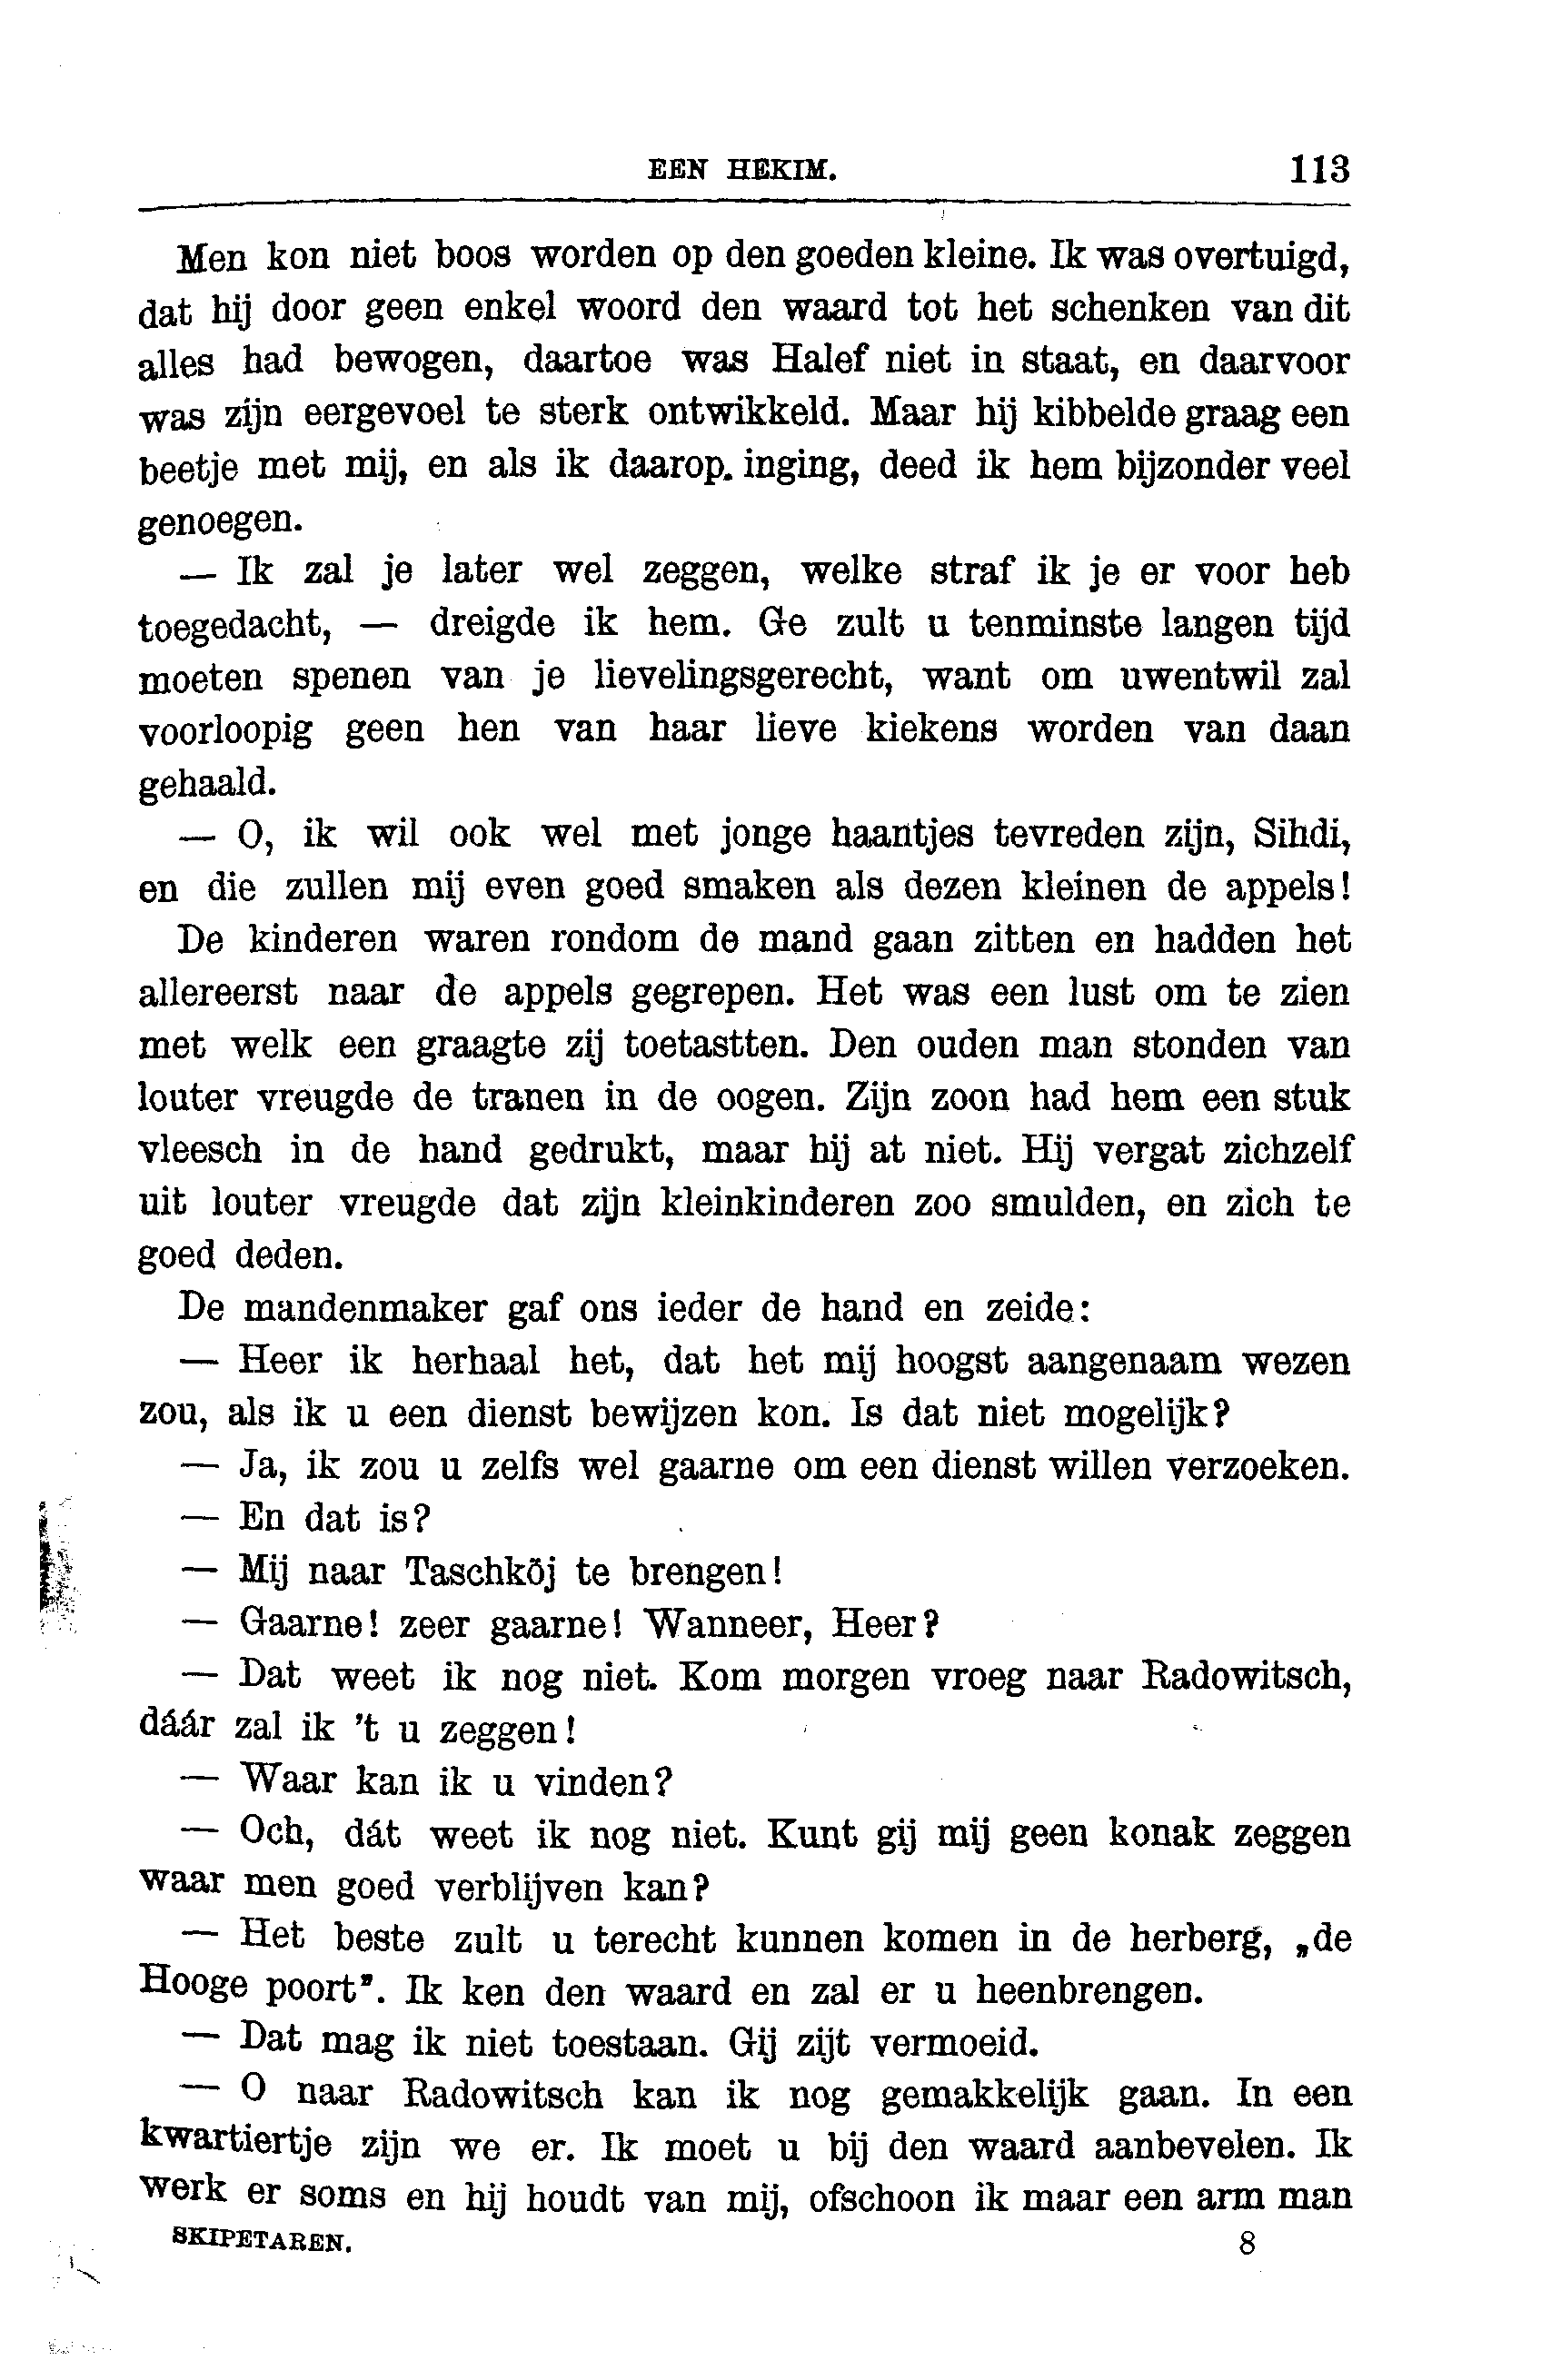 EEN HEKIM. 113
Men kon niet boos worden op den goeden kleine. Ik was overtuigd,
dat hij door geen enkel woord den waard tot het schenken van dit
alles had bewogen, daartoe was Halef niet in staat, en daarvoor
was zijn eergevoel te sterk ontwikkeld. Maar hij kibbelde graag een
beetje met mij, en als ik daarop. inging, deed ik hem bijzonder veel
genoegen.
— Ik zal je later wel zeggen, welke straf ik je er voor heb
toegedacht, — dreigde ik hem. Ge zult u tenminste langen tijd
moeten spenen van je lievelingsgerecht, want om uwentwil zal
voorloopig geen hen van haar lieve kiekens worden van daan
gehaald.
— O, ik wil ook wel met jonge haantjes tevreden zijn, Sihdi,
en die zullen mij even goed smaken als dezen kleinen de appels!
De kinderen waren rondom de mand gaan zitten en hadden het
allereerst naar de appels gegrepen. Het was een lust om te zien
met welk een graagte zij toetastten. Den ouden man stonden van
louter vreugde de tranen in de oogen. Zijn zoon had hem een stuk
vleesch in de hand gedrukt, maar hij at niet. Hij vergat zichzelf
uit louter vreugde dat zijn kleinkinderen zoo smulden, en zich te
goed deden.
De mandenmaker gaf ons ieder de hand en zeide:
— Heer ik herhaal het, dat het mij hoogst aangenaam wezen
zou, als ik u een dienst bewijzen kon. Is dat niet mogelijk?
— Ja, ik zou u zelfs wel gaarne om een dienst willen verzoeken.
— En dat is?
— Mij naar Taschköj te brengen!
— Gaarne! zeer gaarne! Wanneer, Heer?
— Dat weet ik nog niet. Kom morgen vroeg naar Radowitsch,
dáár zal ik 't u zeggen!
— Waar kan ik u vinden?
— Och, dát weet ik nog niet. Kunt gij mij geen konak zeggen
waar men goed verblijven kan?
— Het beste zult u terecht kunnen komen in de herberg, „de
Hooge poort”. Ik ken den waard en zal er u heenbrengen.
— Dat mag ik niet toestaan. Gij zijt vermoeid.
— O naar Radowitsch kan ik nog gemakkelijk gaan. In een
kwartiertje zijn we er. Ik moet u bij den waard aanbevelen. Ik
werk er soms en hij houdt van mij, ofschoon ik maar een arm man
SKIPETAREN. 8